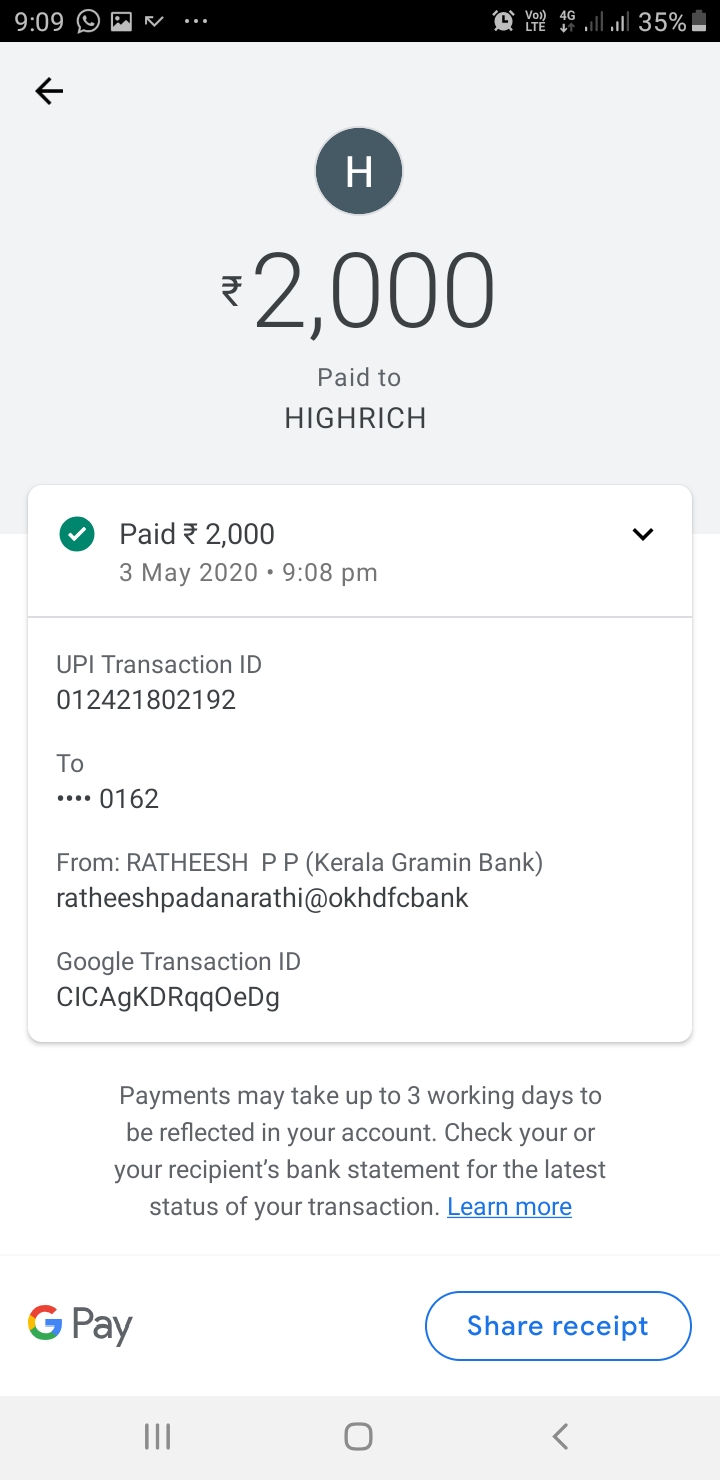 9:09
Vo)) LTE 4G 35%
H
₹2,000
Paid to
HIGHRICH
Paid ₹ 2,000
3 May 2020 • 9:08 pm
UPI Transaction ID
012421802192
To
•••• 0162
From: RATHEESH  P P (Kerala Gramin Bank)
ratheeshpadanarathi@okhdfcbank
Google Transaction ID
CICAgKDRqqOeDg
Payments may take up to 3 working days to
be reflected in your account. Check your or
your recipient’s bank statement for the latest
status of your transaction. Learn more
G Pay
Share receipt